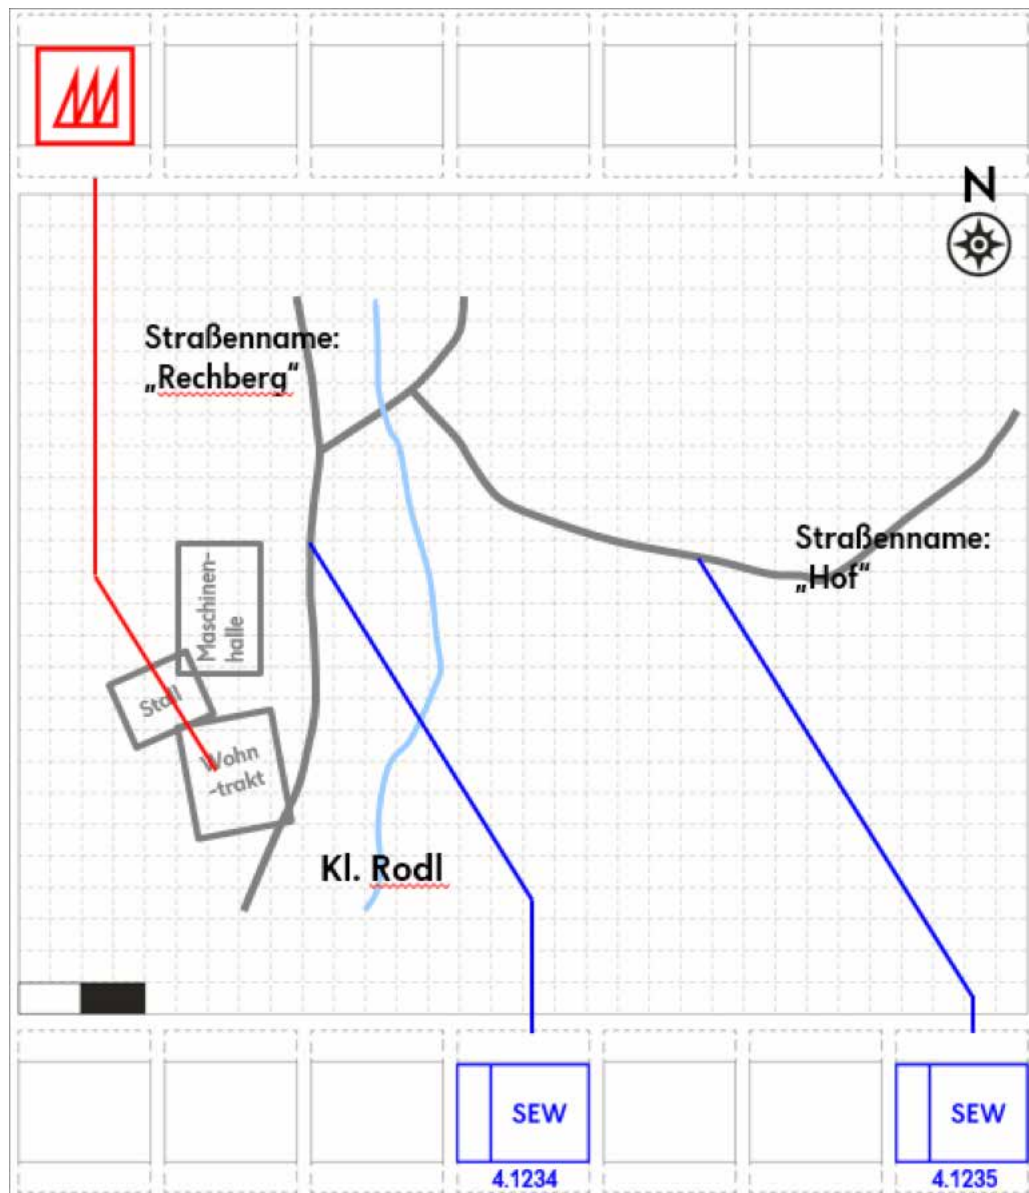 N
Straßenname:
„Rechberg“
Straßenname:
„Hof“
Maschinen-
halle
Stall
Wohn
-trakt
Kl. Rodl
SEW
4.1234
SEW
4.1235